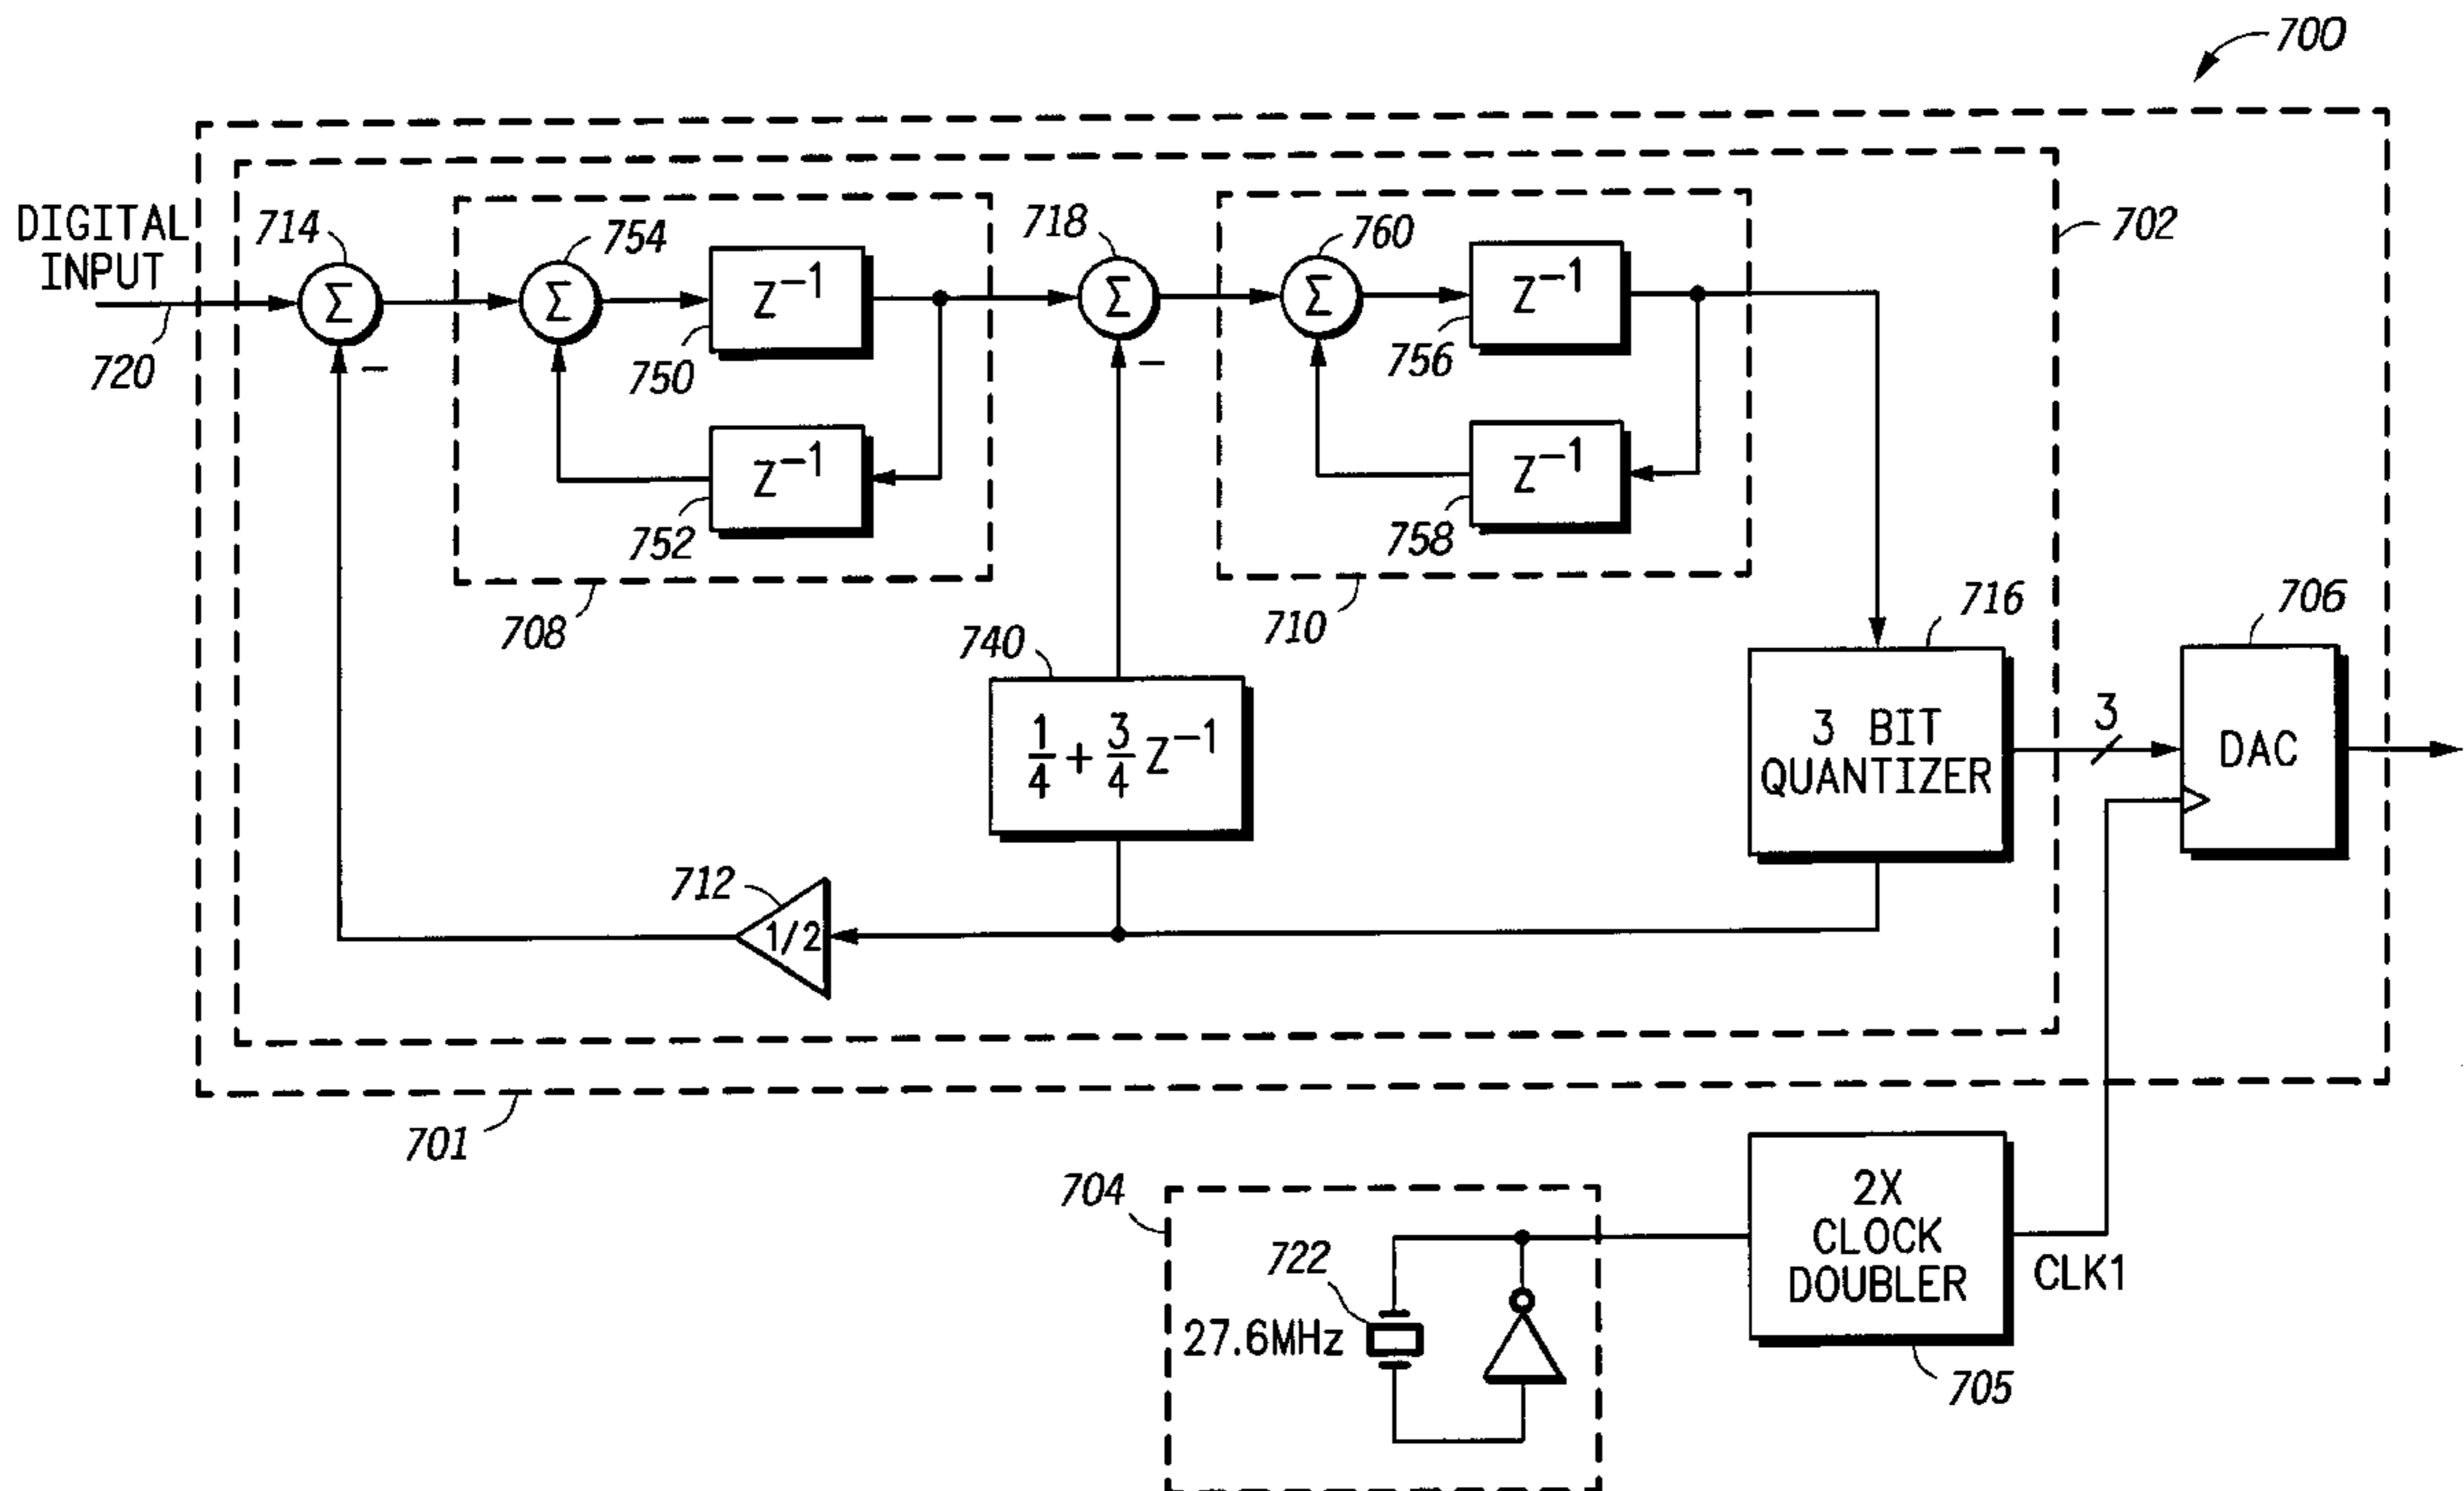 700
DIGITAL
INPUT
714
754
718
760
702
Σ
Σ
Z⁻¹
Σ
Σ
Z⁻¹
720
750
756
–
–
Z⁻¹
Z⁻¹
752
758
708
710
716
706
740
1/4 + 3/4 Z⁻¹
3 BIT
QUANTIZER
3
DAC
712
1/2
701
704
2X
CLOCK
DOUBLER
722
27.6MHz
CLK1
705